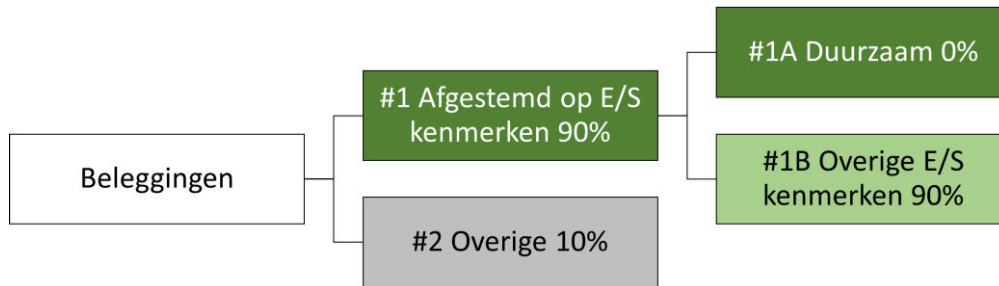 #1A Duurzaam 0%
#1 Afgestemd op E/S
kenmerken 90%
Beleggingen
#1B Overige E/S
kenmerken 90%
#2 Overige 10%